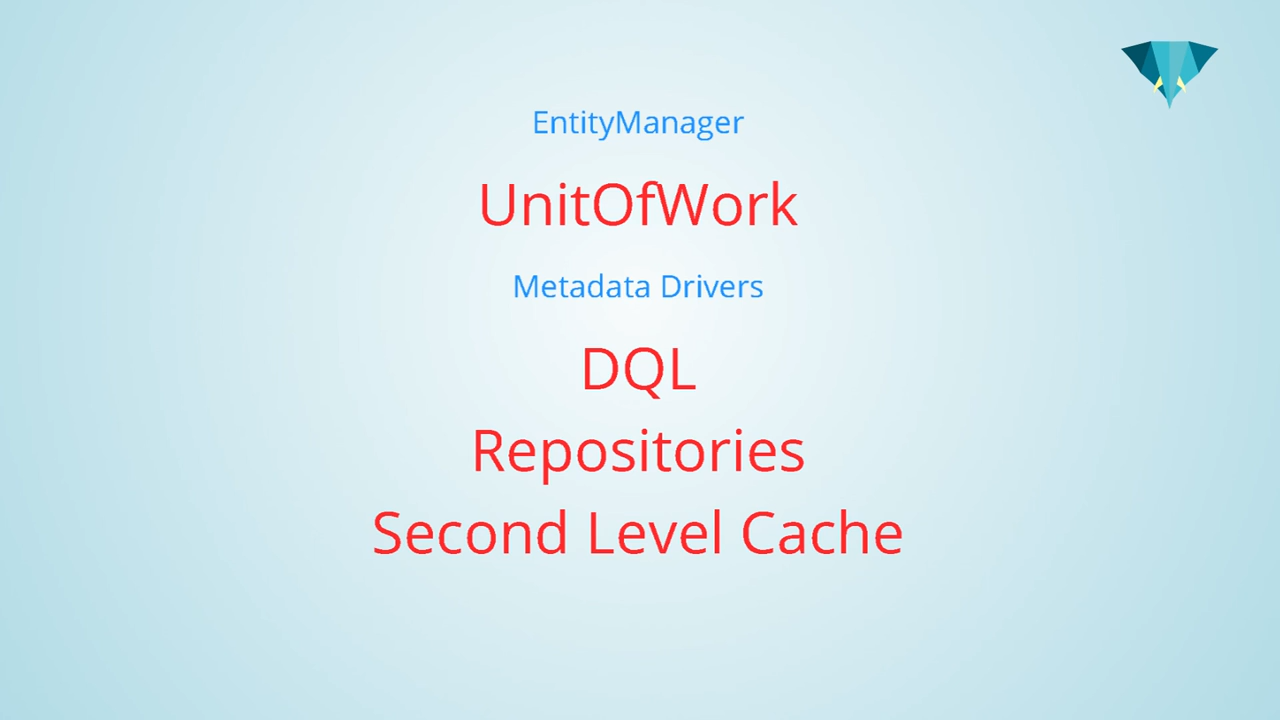 EntityManager
UnitOfWork
Metadata Drivers
DQL
Repositories
Second Level Cache